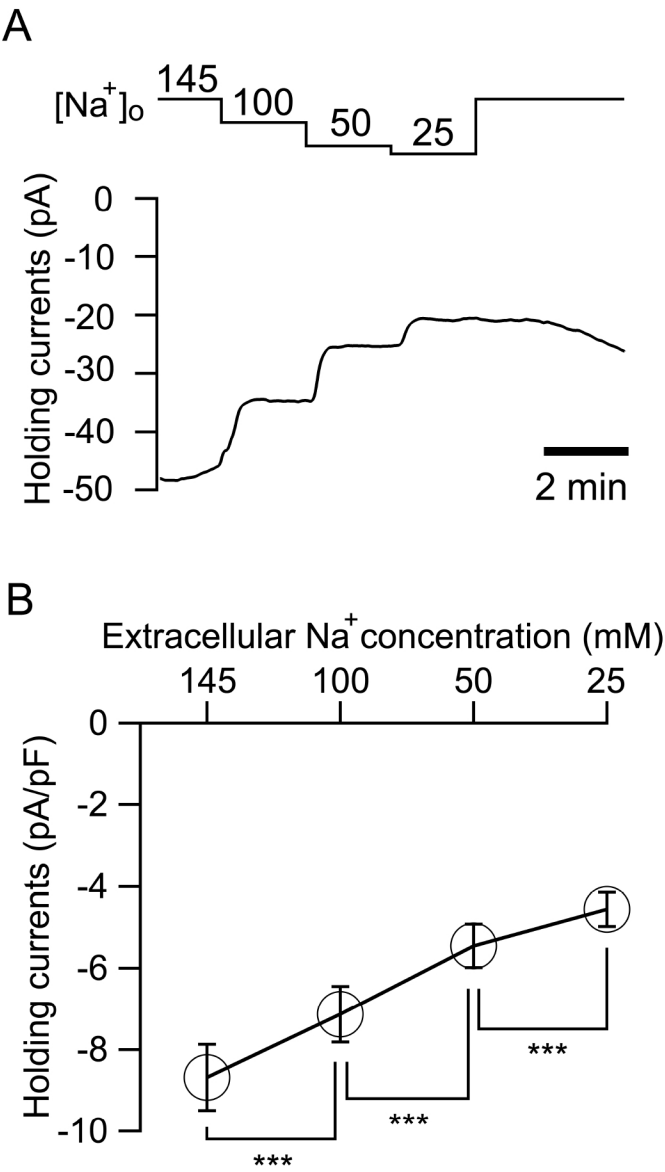 A
145
[Na+]o
100
50
25
Holding currents (pA)
0
-10
-20
-30
-40
-50
2 min
B
Extracellular Na+ concentration (mM)
145 100 50 25
Holding currents (pA/pF)
0
-2
-4
-6
-8
-10
***
***
***